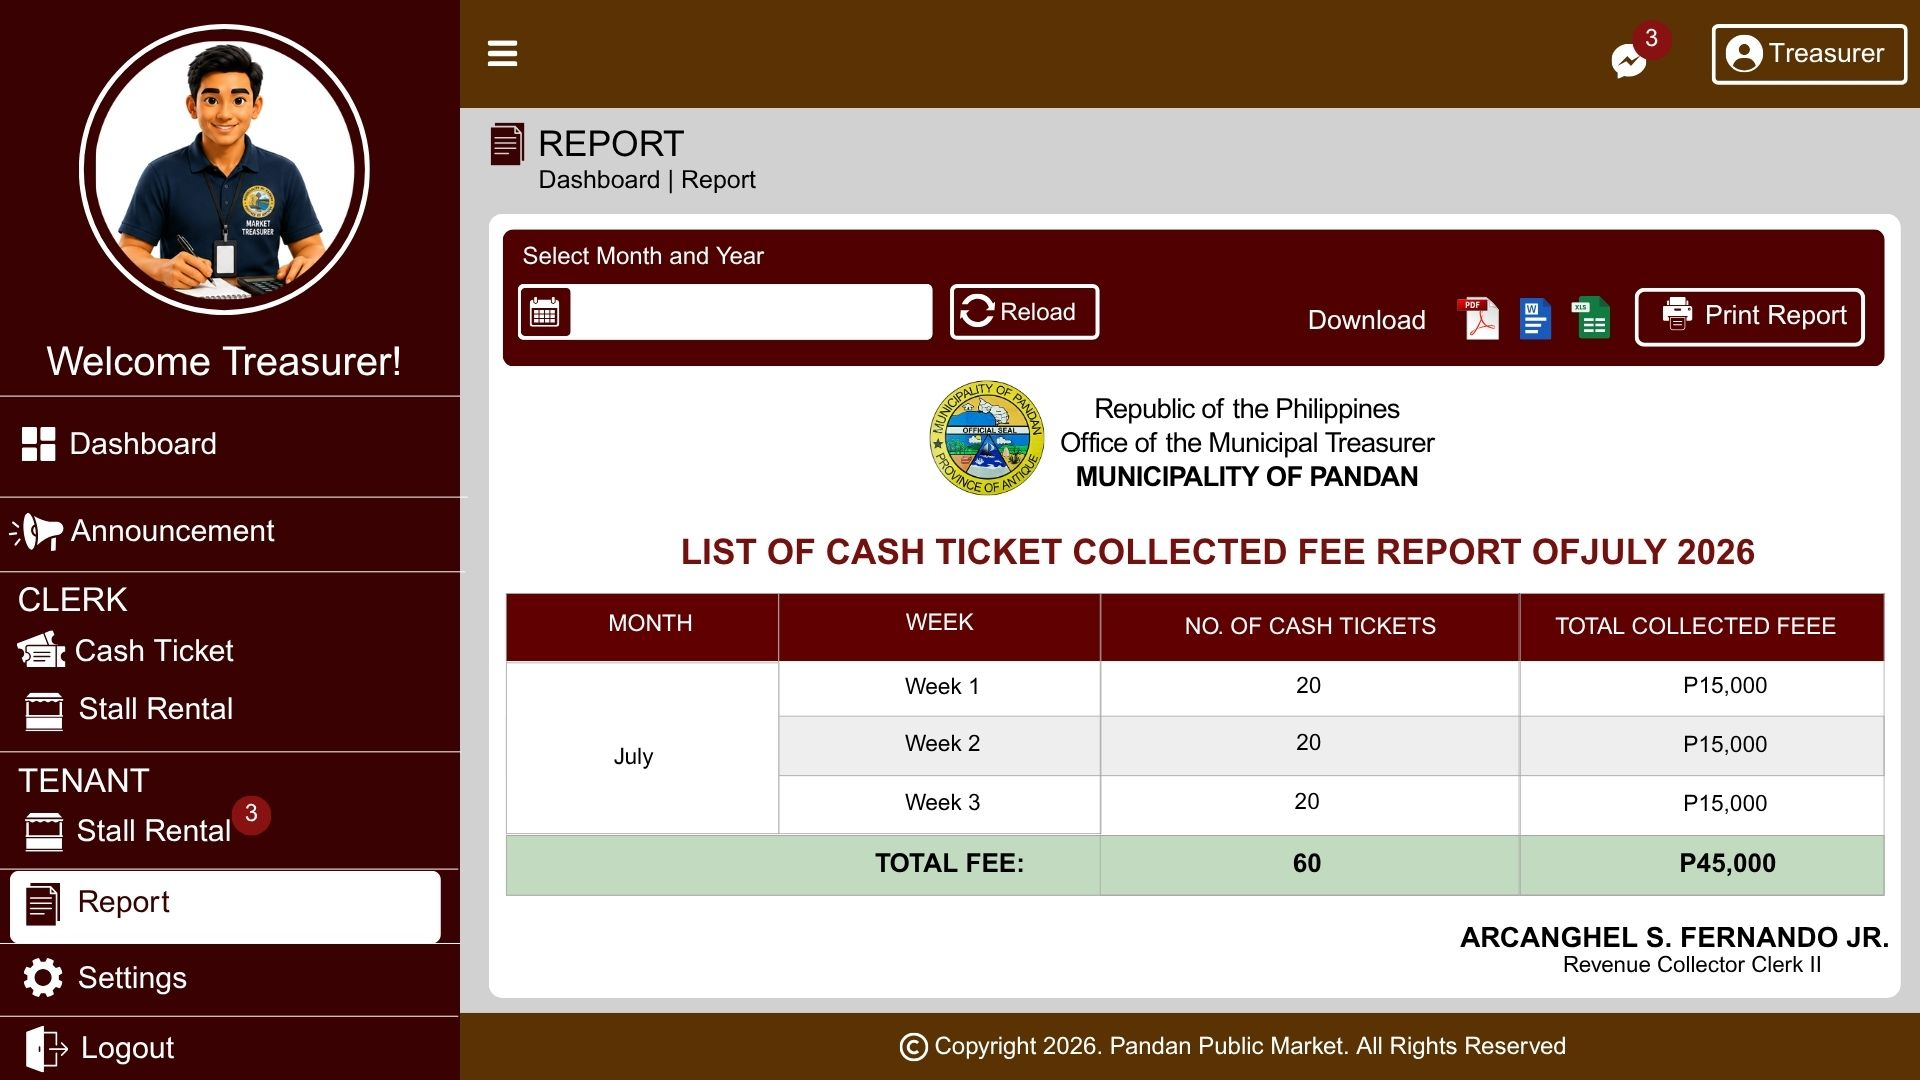 MUNICIPALITY OF PANDAN
MARKET
TREASURER
Welcome Treasurer!
Dashboard
Announcement
CLERK
Cash Ticket
Stall Rental
TENANT
Stall Rental 3
Report
Settings
Logout
3
Treasurer
REPORT
Dashboard | Report
Select Month and Year
Reload
Download
PDF
W
XLS
Print Report
MUNICIPALITY OF PANDAN
OFFICIAL SEAL
PROVINCE OF ANTIQUE
Republic of the Philippines
Office of the Municipal Treasurer
MUNICIPALITY OF PANDAN
LIST OF CASH TICKET COLLECTED FEE REPORT OFJULY 2026
MONTH WEEK NO. OF CASH TICKETS TOTAL COLLECTED FEEE
Week 1 20 P15,000
July
Week 2 20 P15,000
Week 3 20 P15,000
TOTAL FEE: 60 P45,000
ARCANGHEL S. FERNANDO JR.
Revenue Collector Clerk II
© Copyright 2026. Pandan Public Market. All Rights Reserved